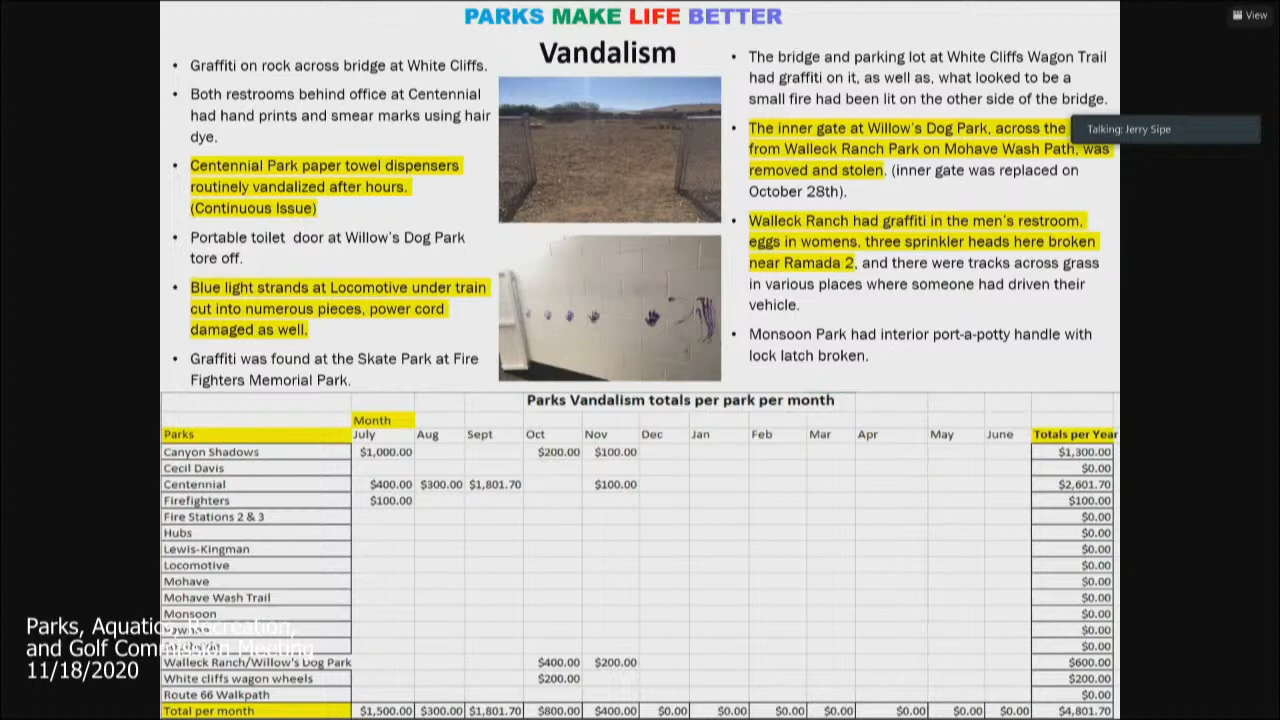 PARKS MAKE LIFE BETTER
View
Vandalism
• Graffiti on rock across bridge at White Cliffs.
• Both restrooms behind office at Centennial
had hand prints and smear marks using hair
dye.
• Centennial Park paper towel dispensers
routinely vandalized after hours.
(Continuous Issue)
• Portable toilet door at Willow's Dog Park
tore off.
• Blue light strands at Locomotive under train
cut into numerous pieces, power cord
damaged as well.
• Graffiti was found at the Skate Park at Fire
Fighters Memorial Park.
• The bridge and parking lot at White Cliffs Wagon Trail
had graffiti on it, as well as, what looked to be a
small fire had been lit on the other side of the bridge.
• The inner gate at Willow's Dog Park, across the
from Walleck Ranch Park on Mohave Wash Path, was
removed and stolen. (inner gate was replaced on
October 28th).
• Walleck Ranch had graffiti in the men's restroom,
eggs in womens, three sprinkler heads here broken
near Ramada 2, and there were tracks across grass
in various places where someone had driven their
vehicle.
• Monsoon Park had interior port-a-potty handle with
lock latch broken.
Talking: Jerry Sipe
Parks Vandalism totals per park per month
Month
Parks July Aug Sept Oct Nov Dec Jan Feb Mar Apr May June Totals per Year
Canyon Shadows $1,000.00 $200.00 $100.00 $1,300.00
Cecil Davis $0.00
Centennial $400.00 $300.00 $1,801.70 $100.00 $2,601.70
Firefighters $100.00 $100.00
Fire Stations 2 & 3 $0.00
Hubs $0.00
Lewis-Kingman $0.00
Locomotive $0.00
Mohave $0.00
Mohave Wash Trail $0.00
Monsoon $0.00
$0.00
$0.00
Walleck Ranch/Willow's Dog Park $400.00 $200.00 $600.00
White cliffs wagon wheels $200.00 $200.00
Route 66 Walkpath $0.00
Total per month $1,500.00 $300.00 $1,801.70 $800.00 $400.00 $0.00 $0.00 $0.00 $0.00 $0.00 $0.00 $0.00 $4,801.70
Parks, Aquatics, Recreation,
and Golf Commission Meeting
11/18/2020